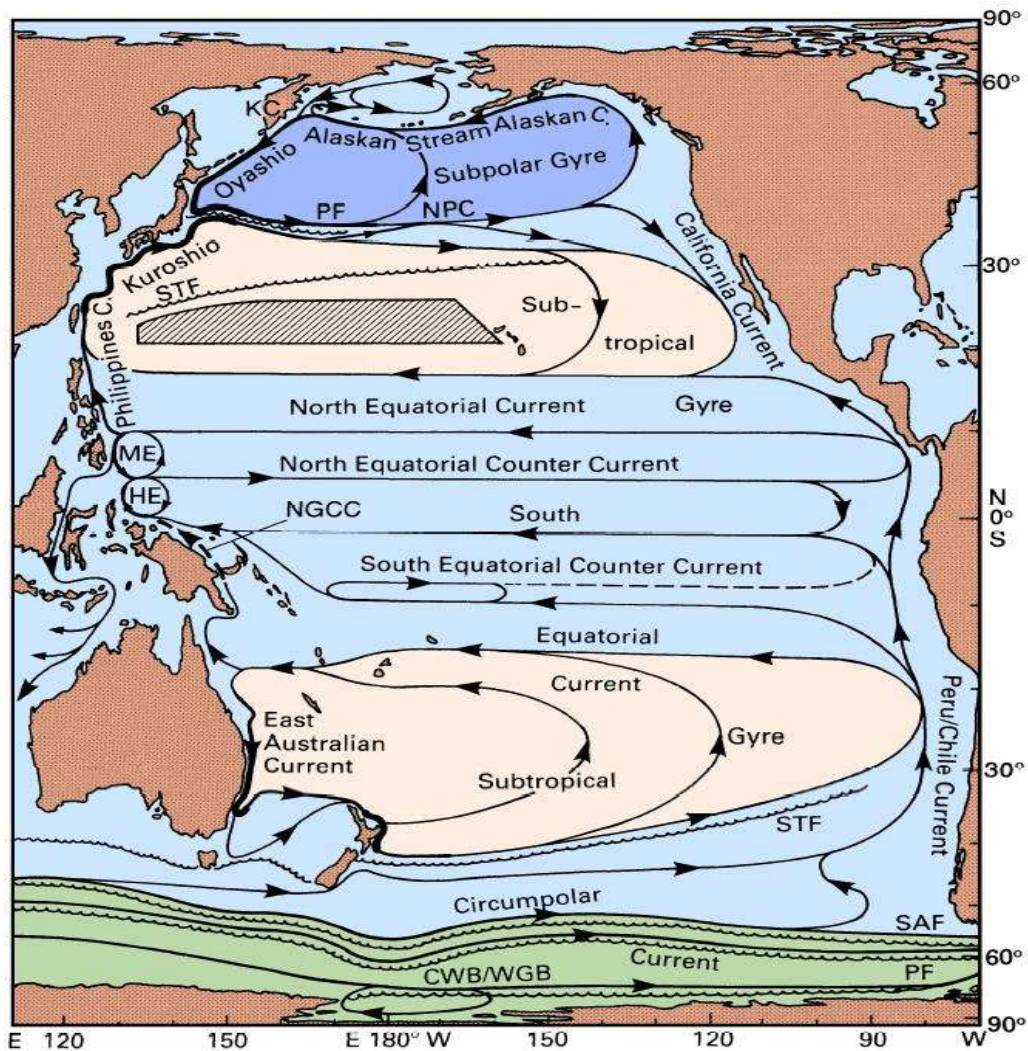 90°
60°
KC
Alaskan Stream
Alaskan C.
Oyashio
Subpolar Gyre
PF
NPC
Kuroshio
California Current
30°
STF
Philippines C.
Sub-
tropical
North Equatorial Current
Gyre
ME
North Equatorial Counter Current
HE
NGCC
South
N
0°
S
South Equatorial Counter Current
Equatorial
Current
East
Australian
Current
Gyre
Peru/Chile Current
Subtropical
30°
STF
Circumpolar
SAF
Current
60°
CWB/WGB
PF
90°
E 120 150 E 180° W 150 120 90 W